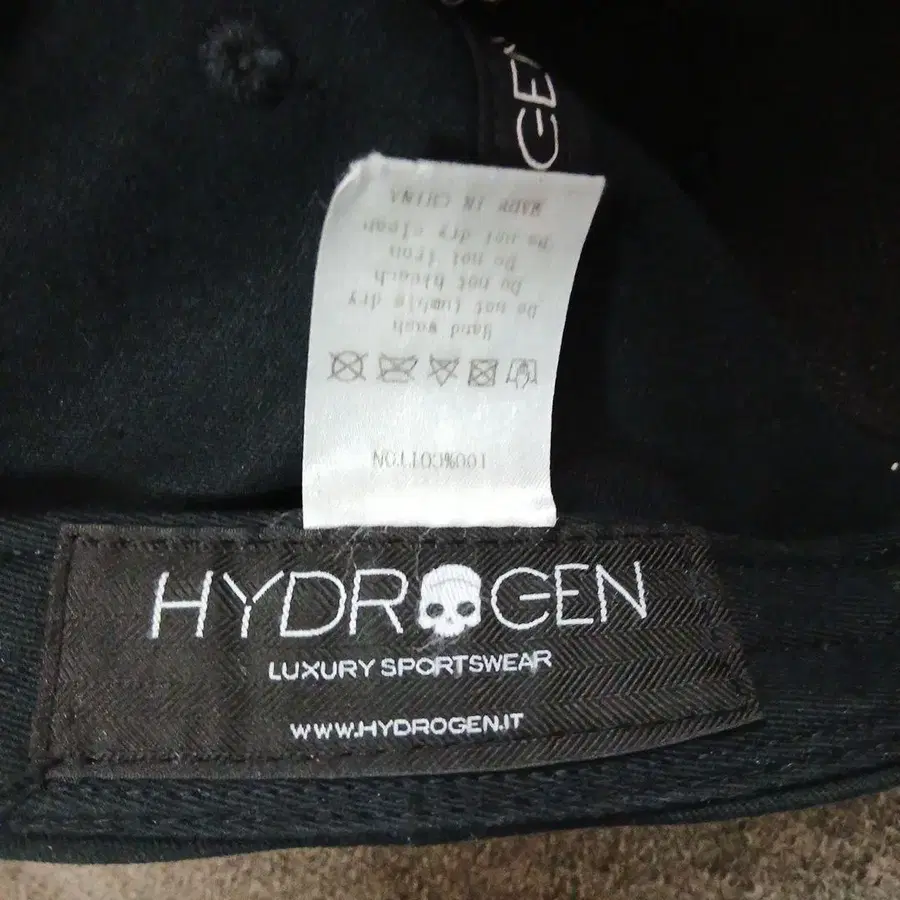 GEN
100%COTTON
Hand wash
Do not tumble dry
Do not bleach
Do not iron
Do not dry clean
MADE IN CHINA
HYDROGEN
LUXURY SPORTSWEAR
WWW.HYDROGEN.IT